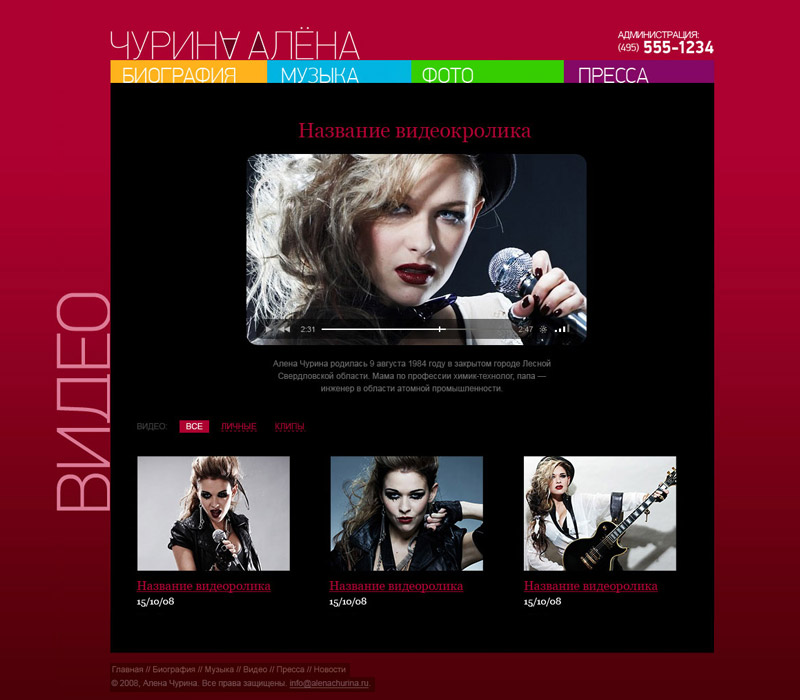 ЧУРИНА АЛЁНА
АДМИНИСТРАЦИЯ:
(495) 555-1234
БИОГРАФИЯ МУЗЫКА ФОТО ПРЕССА
ВИДЕО
Название видеокролика
2:31 2:47
Алена Чурина родилась 9 августа 1984 году в закрытом городе Лесной
Свердловской области. Мама по профессии химик-технолог, папа —
инженер в области атомной промышленности.
ВИДЕО: ВСЕ ЛИЧНЫЕ КЛИПЫ
Название видеоролика Название видеоролика Название видеоролика
15/10/08 15/10/08 15/10/08
Главная // Биография // Музыка // Видео // Пресса // Новости
© 2008, Алена Чурина. Все права защищены. info@alenachurina.ru.